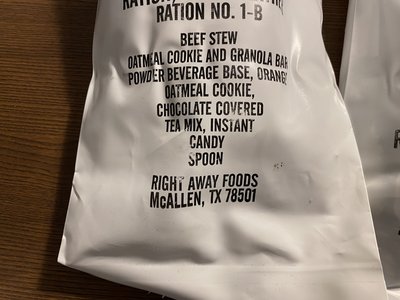 RATION NO. 1-B
BEEF STEW
OATMEAL COOKIE AND GRANOLA BAR
POWDER BEVERAGE BASE, ORANGE
OATMEAL COOKIE,
CHOCOLATE COVERED
TEA MIX, INSTANT
CANDY
SPOON
RIGHT AWAY FOODS
McALLEN, TX 78501